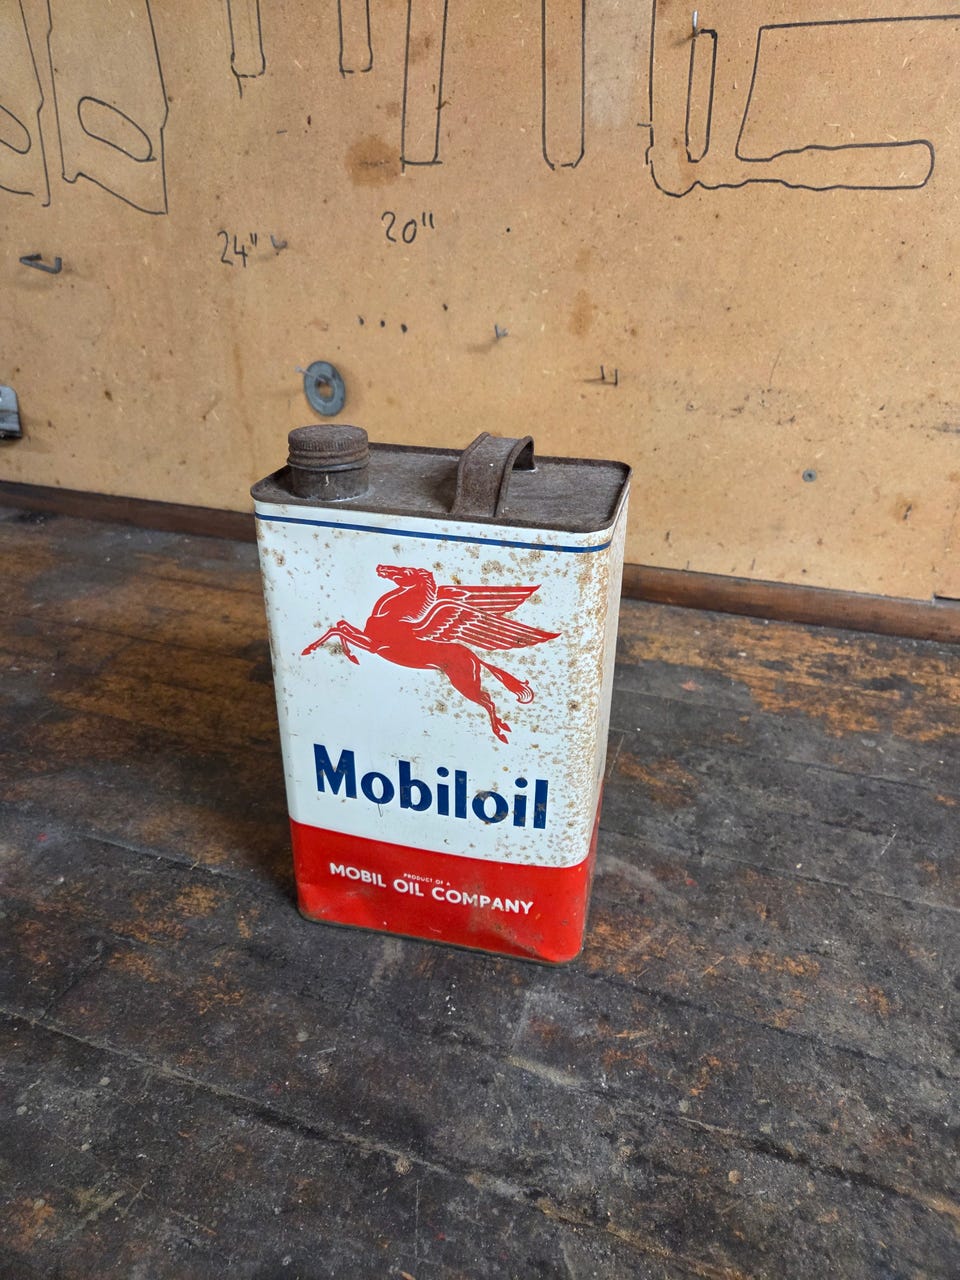 24"
20"
Mobiloil
PRODUCT OF A
MOBIL OIL COMPANY